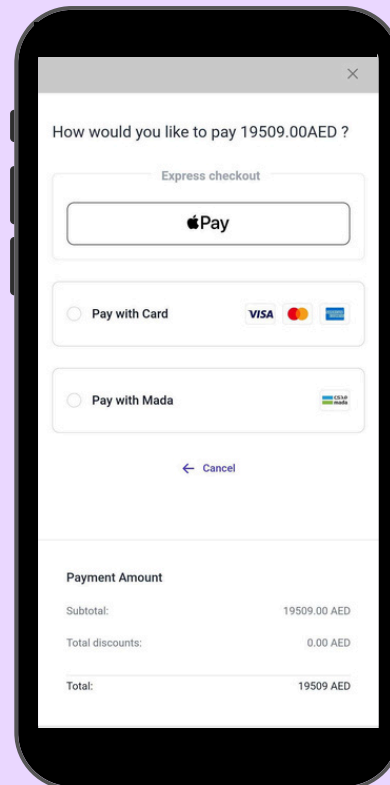 How would you like to pay 19509.00AED ?
Express checkout
Pay
Pay with Card
VISA
Pay with Mada
mada
Cancel
Payment Amount
Subtotal: 19509.00 AED
Total discounts: 0.00 AED
Total: 19509 AED